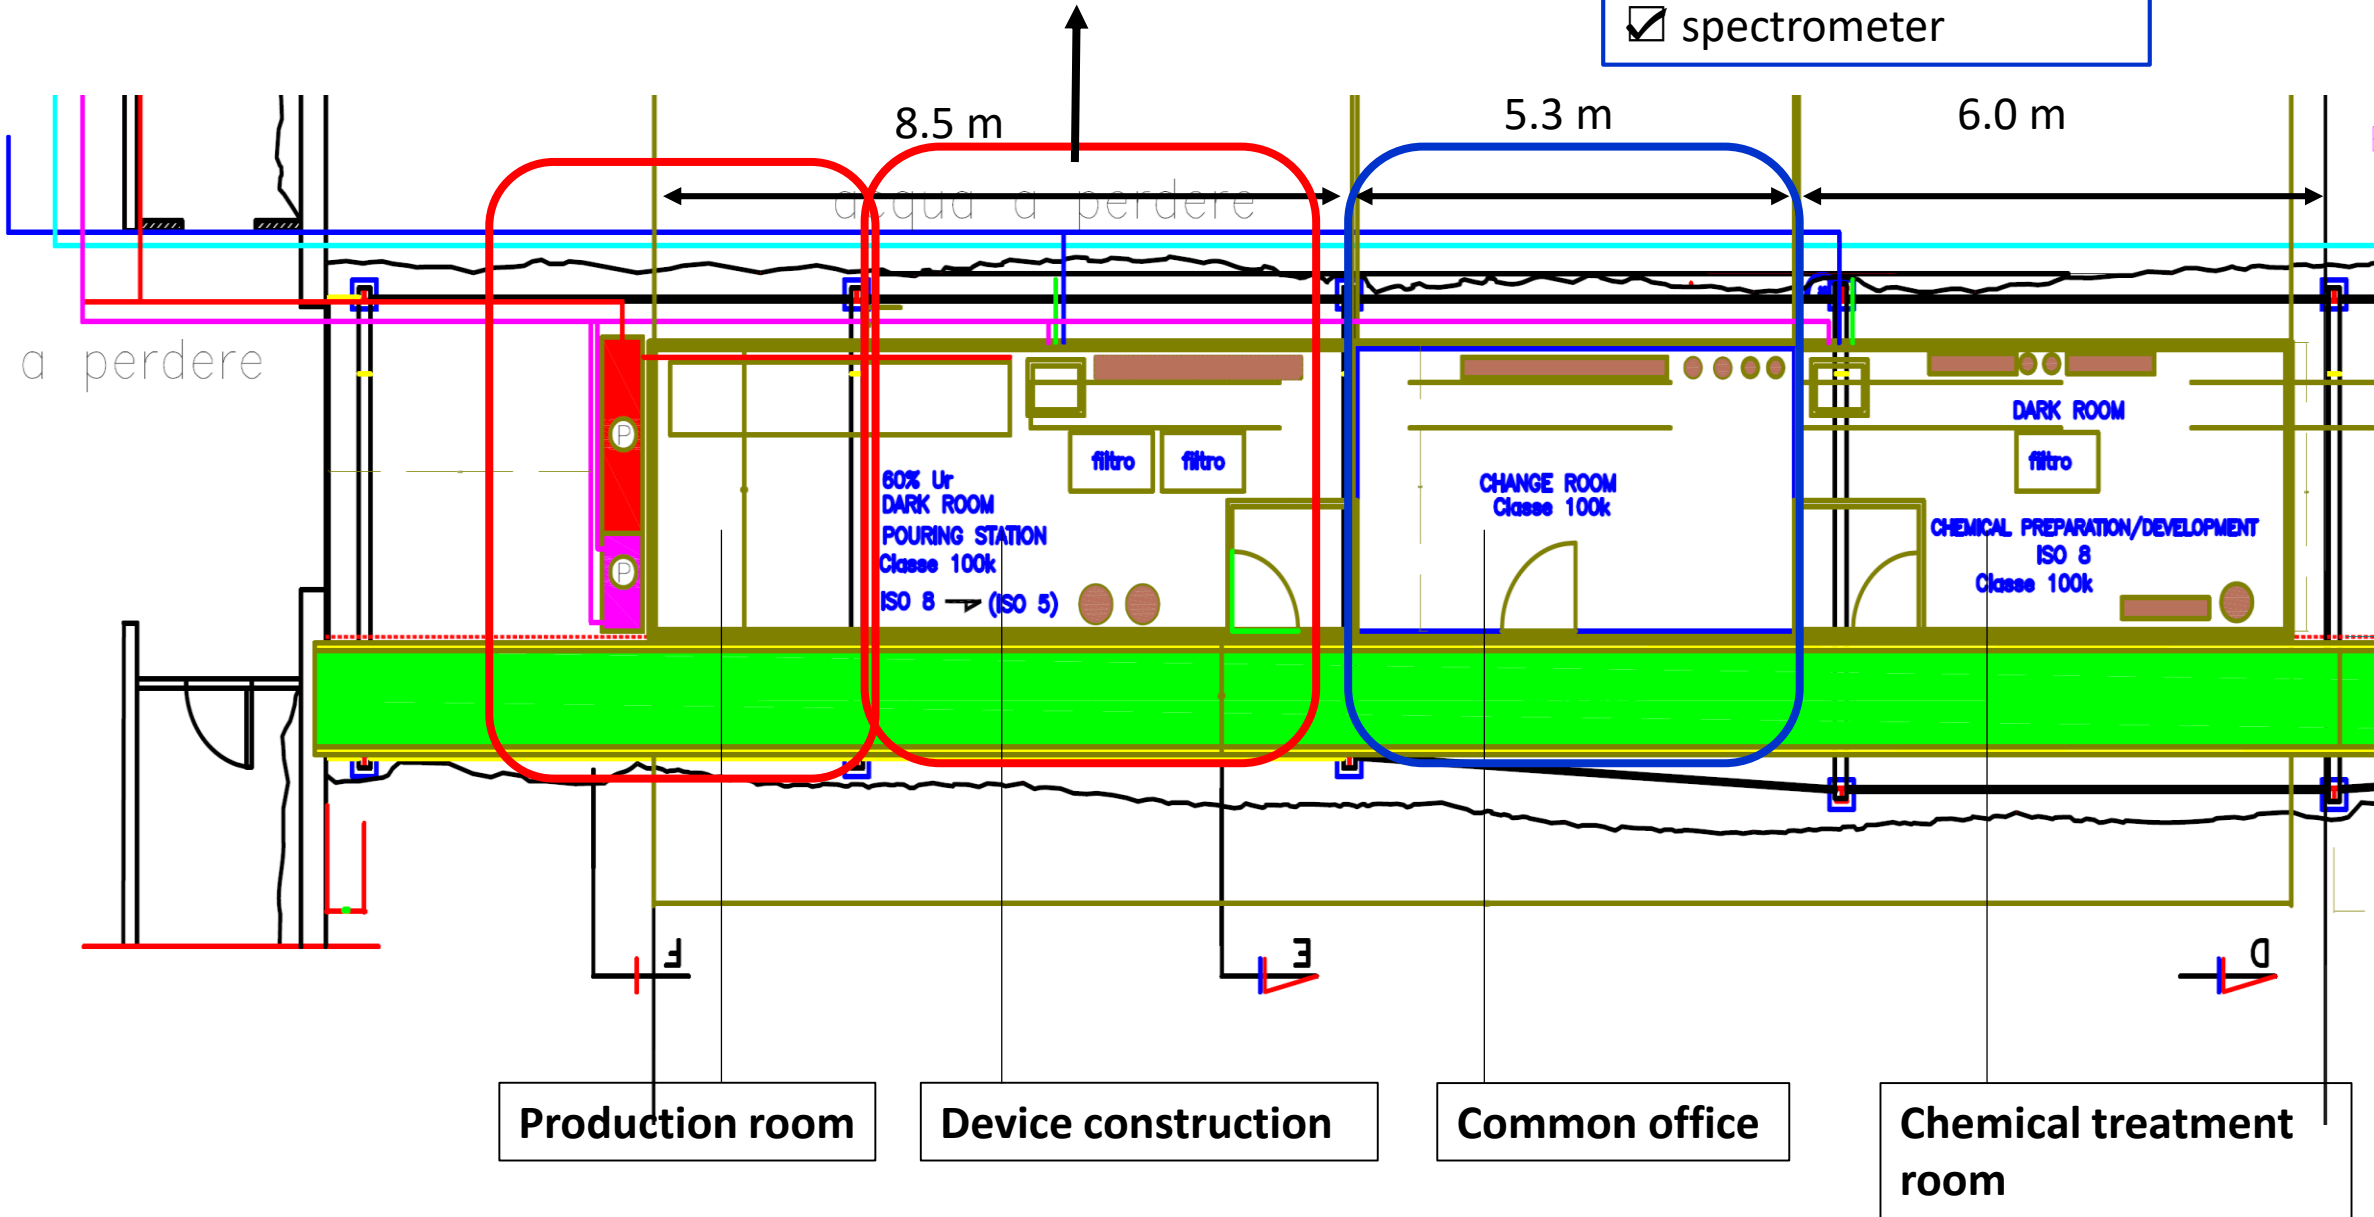 ☑ spectrometer
8.5 m
5.3 m
6.0 m
acqua a perdere
a perdere
P
P
DARK ROOM
filtro
filtro
filtro
60% Ur
DARK ROOM
POURING STATION
Classe 100k
ISO 8 → (ISO 5)
CHANGE ROOM
Classe 100k
CHEMICAL PREPARATION/DEVELOPMENT
ISO 8
Classe 100k
F
E
D
Production room
Device construction
Common office
Chemical treatment
room